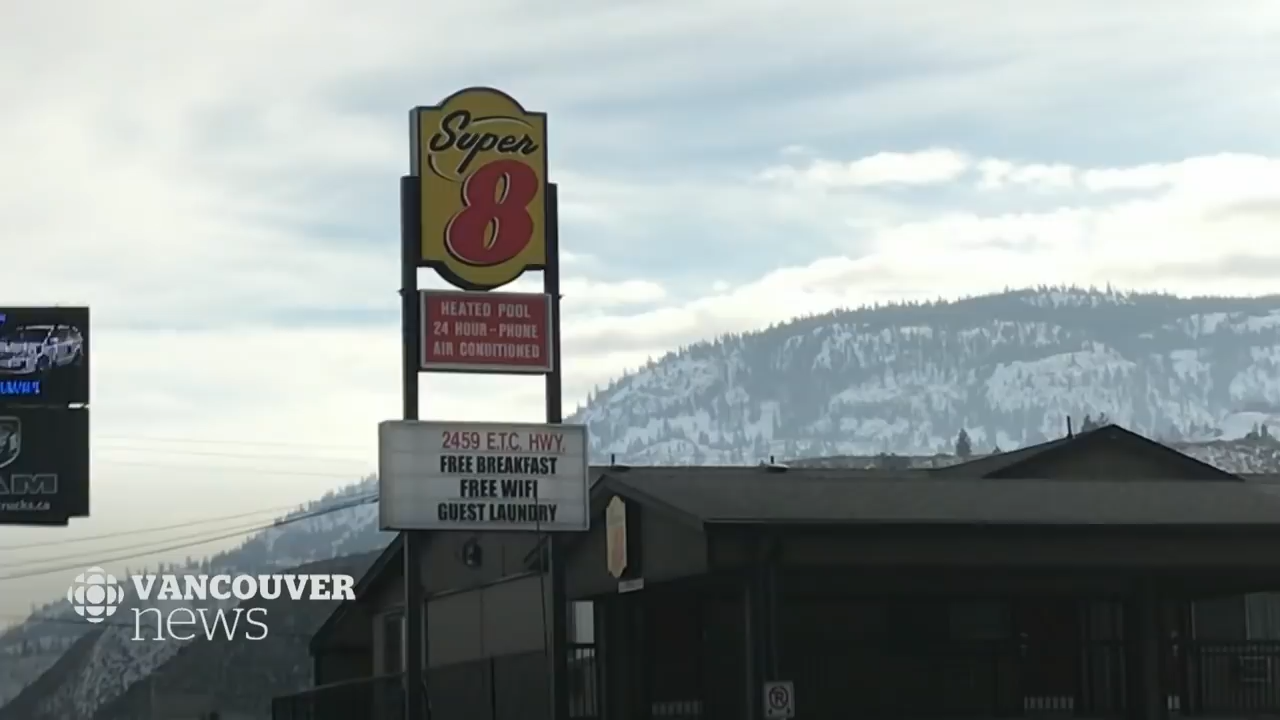 Super
8
HEATED POOL
24 HOUR-PHONE
AIR CONDITIONED
2459 E.T.C. HWY.
FREE BREAKFAST
FREE WIFI
GUEST LAUNDRY
VANCOUVER
news